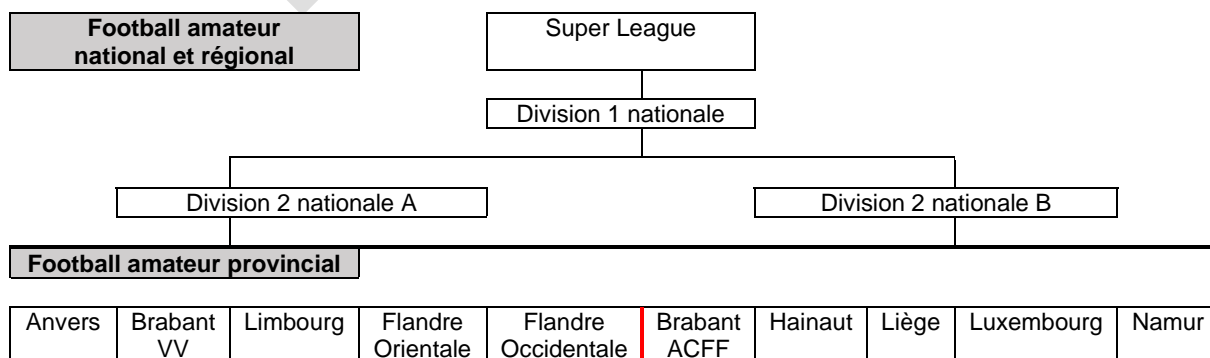 Football amateur
national et régional
Super League
Division 1 nationale
Division 2 nationale A
Division 2 nationale B
Football amateur provincial
Anvers
Brabant
VV
Limbourg
Flandre
Orientale
Flandre
Occidentale
Brabant
ACFF
Hainaut
Liège
Luxembourg
Namur